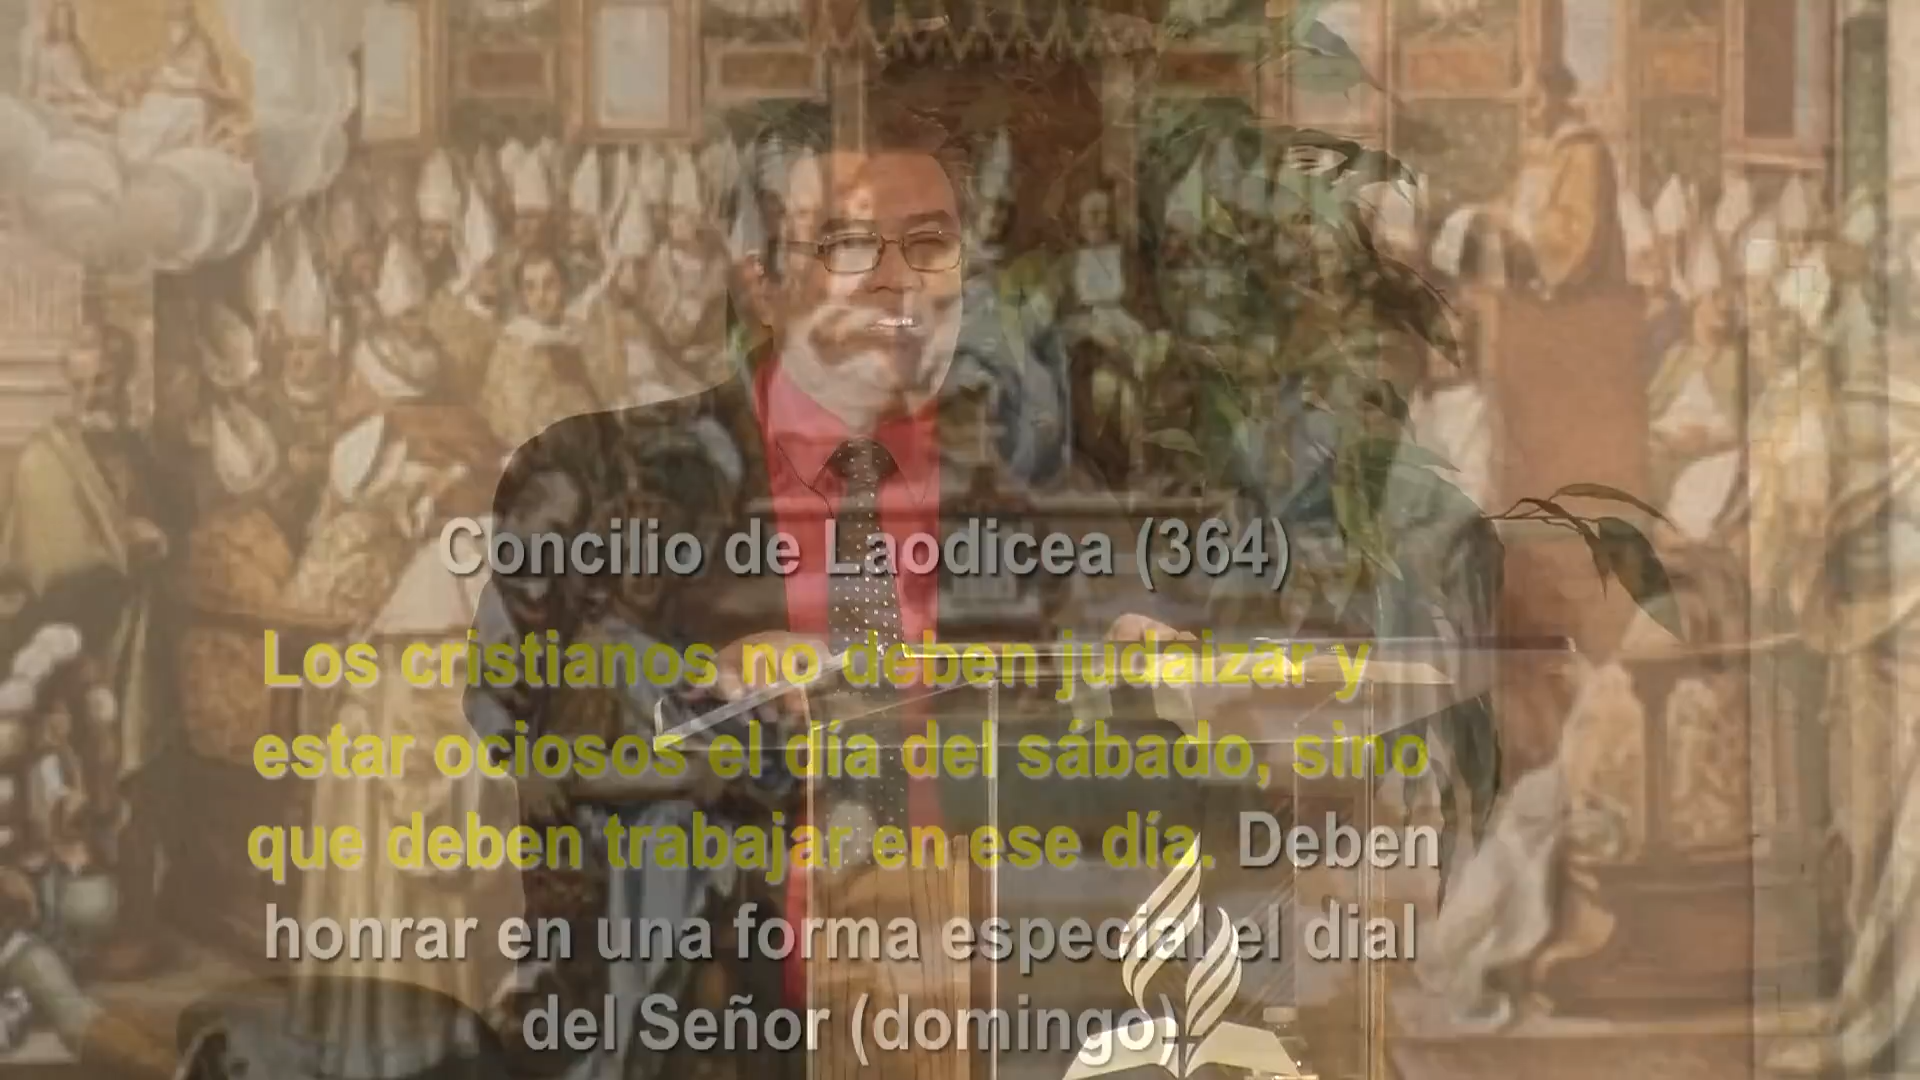 Concilio de Laodicea (364)
Los cristianos no deben judaizar y
estar ociosos el día del sábado, sino
que deben trabajar en ese día. Deben
honrar en una forma especial el dial
del Señor (domingo)